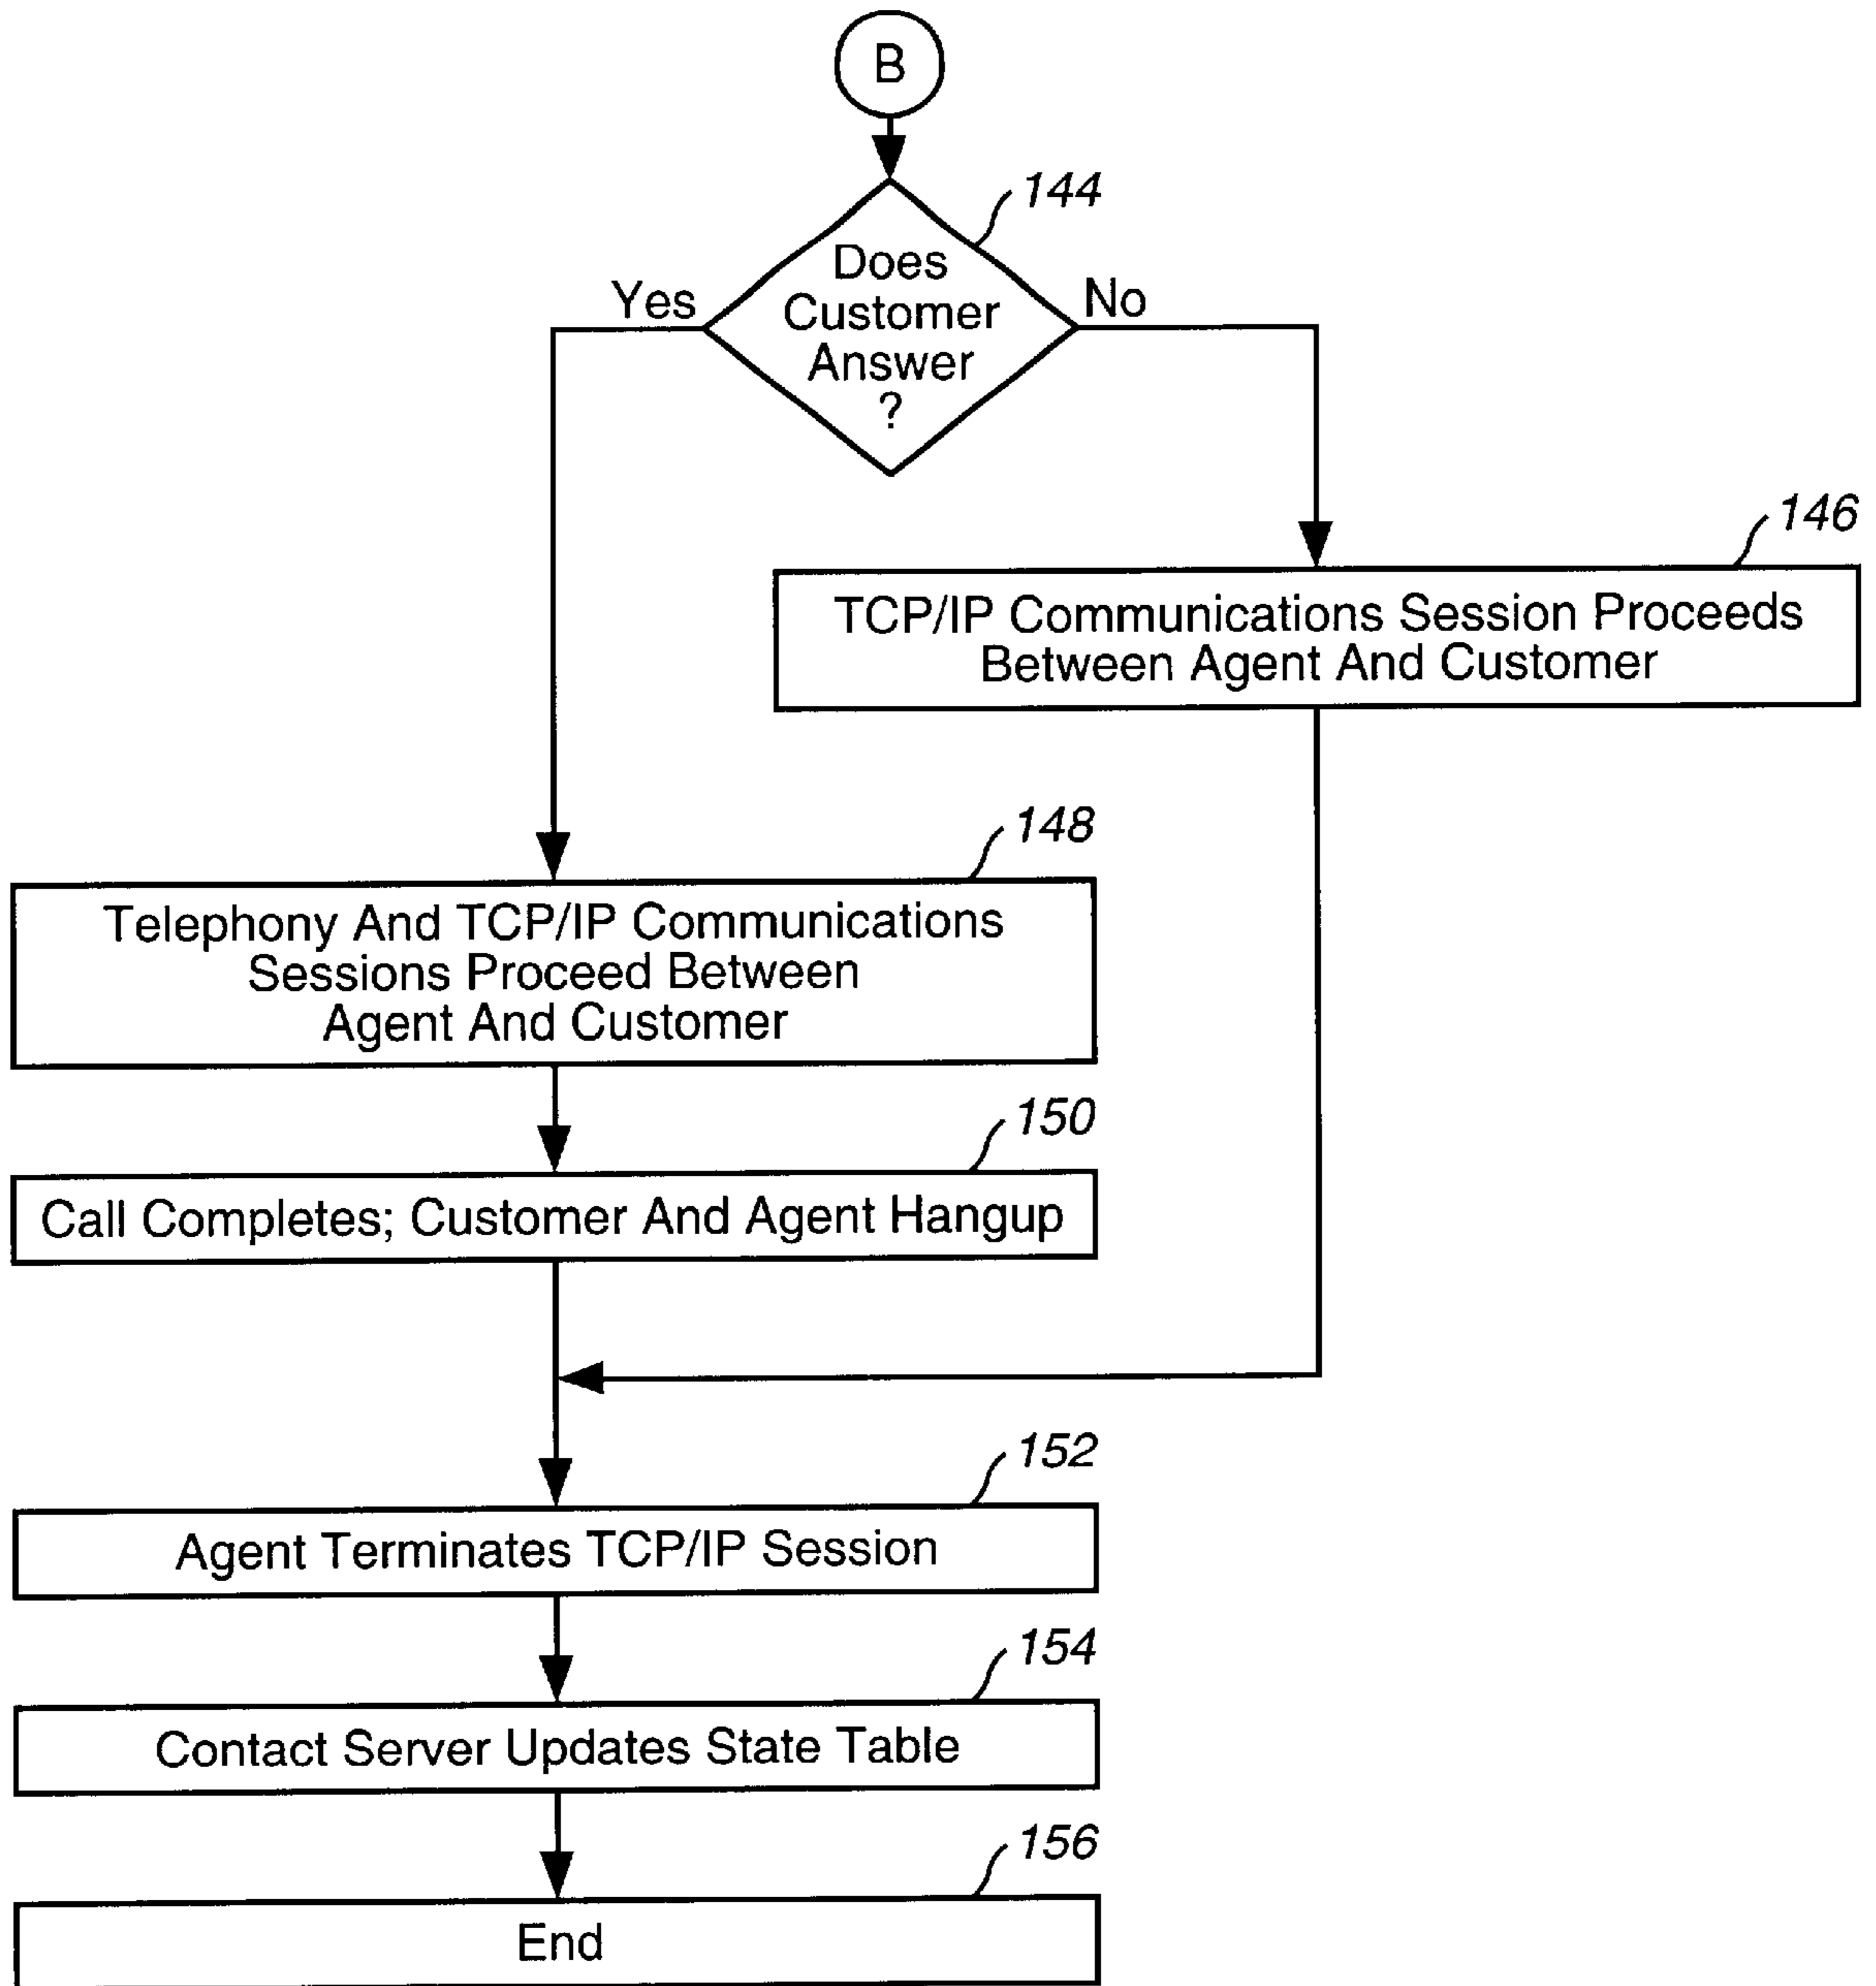 B
144
Does
Customer
Answer
?
Yes
No
146
TCP/IP Communications Session Proceeds
Between Agent And Customer
148
Telephony And TCP/IP Communications
Sessions Proceed Between
Agent And Customer
150
Call Completes; Customer And Agent Hangup
152
Agent Terminates TCP/IP Session
154
Contact Server Updates State Table
156
End